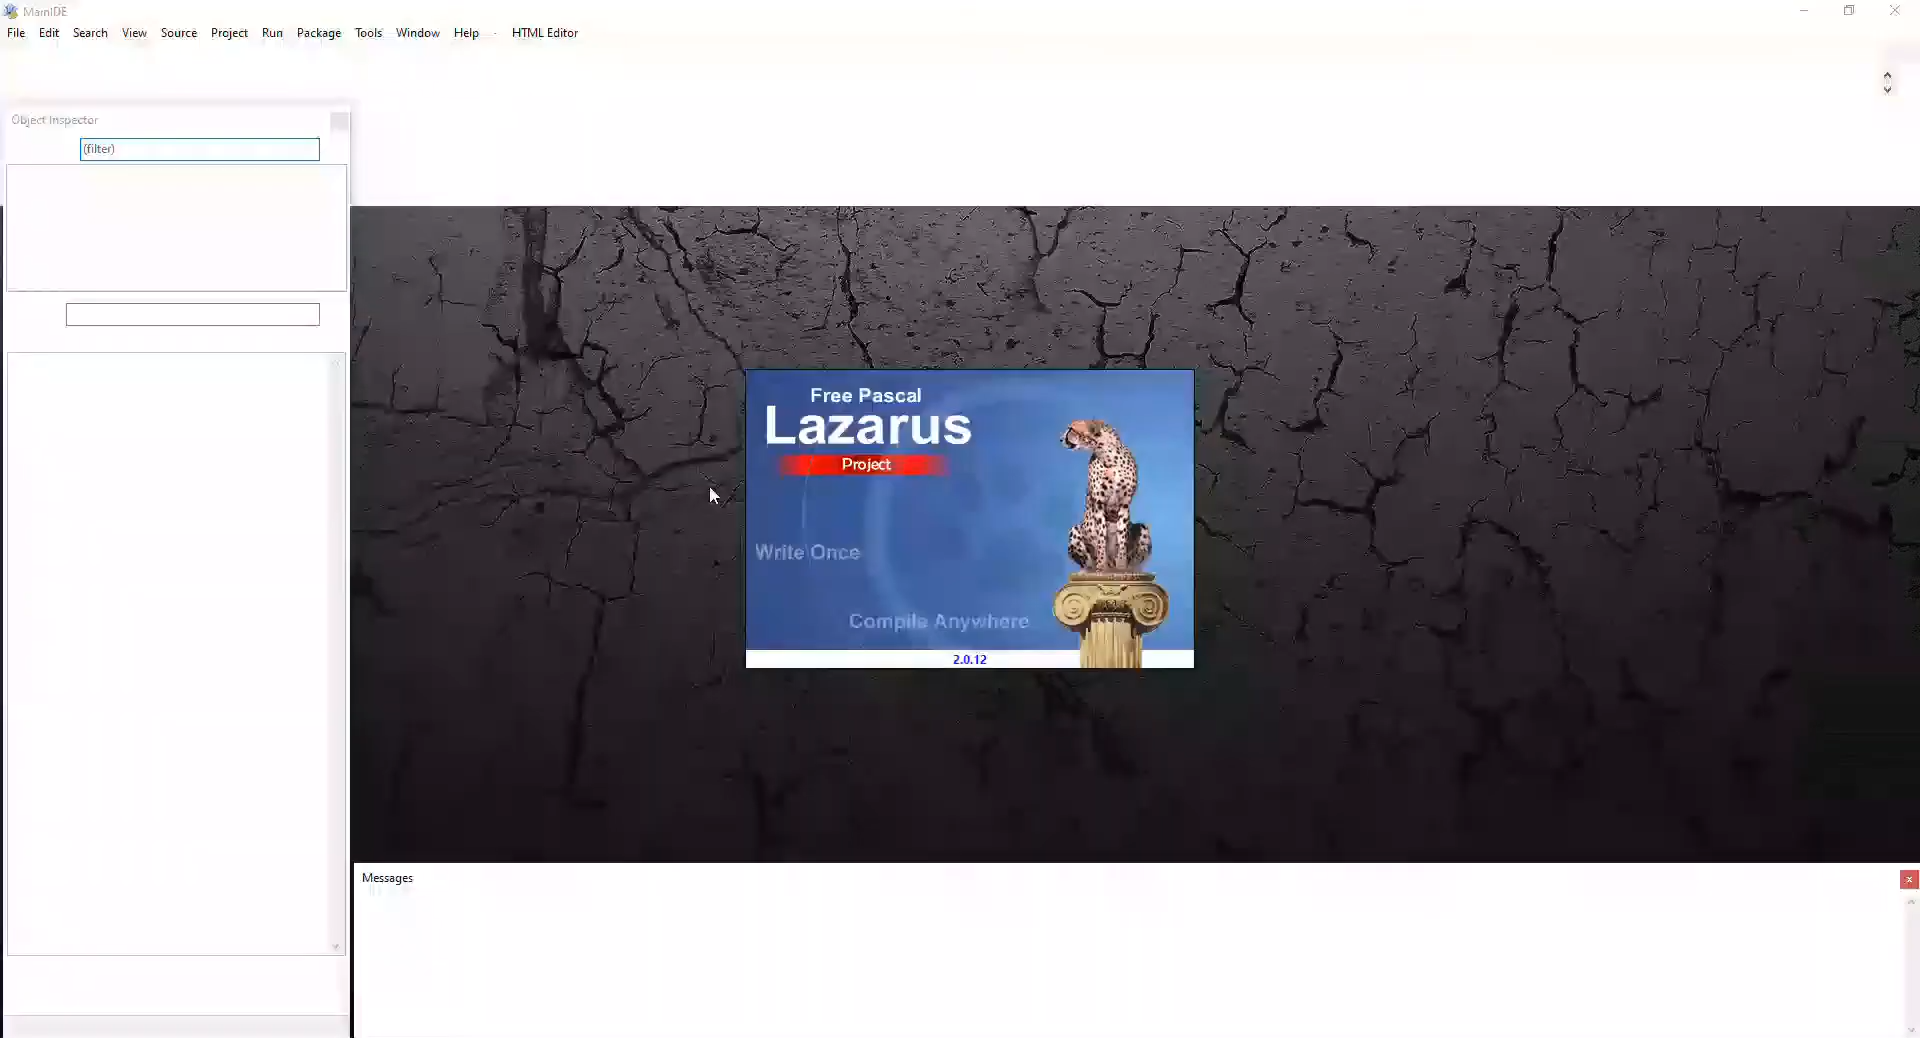 MainIDE
File Edit Search View Source Project Run Package Tools Window Help HTML Editor
Object Inspector
(filter)
Free Pascal
Lazarus
Project
Write Once
Compile Anywhere
2.0.12
Messages